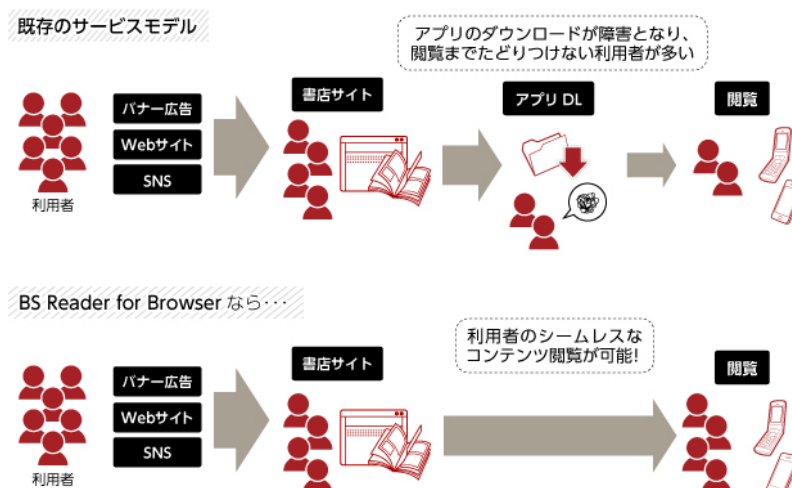 既存のサービスモデル
アプリのダウンロードが障害となり、
閲覧までたどりつけない利用者が多い
バナー広告
Webサイト
SNS
利用者
書店サイト
アプリ DL
閲覧
BS Reader for Browser なら･･･
利用者のシームレスな
コンテンツ閲覧が可能!
バナー広告
Webサイト
SNS
利用者
書店サイト
閲覧